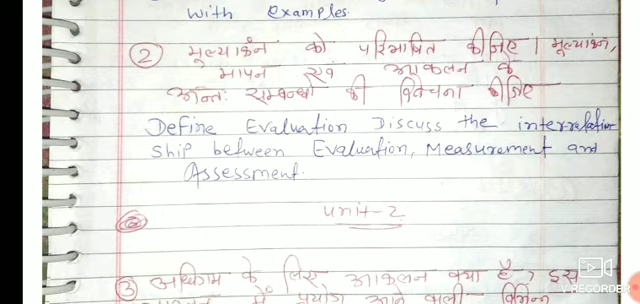 with examples.
② मूल्यांकन को परिभाषित कीजिए। मूल्यांकन,
मापन एवं आकलन के
अन्तः सम्बन्धों की विवेचना कीजिए
Define Evaluation Discuss the interrelation
ship between Evaluation, Measurement and
Assessment.
Unit-2
③ अधिगम के लिए आकलन क्या है, इस
में प्रयोग
V RECORDER